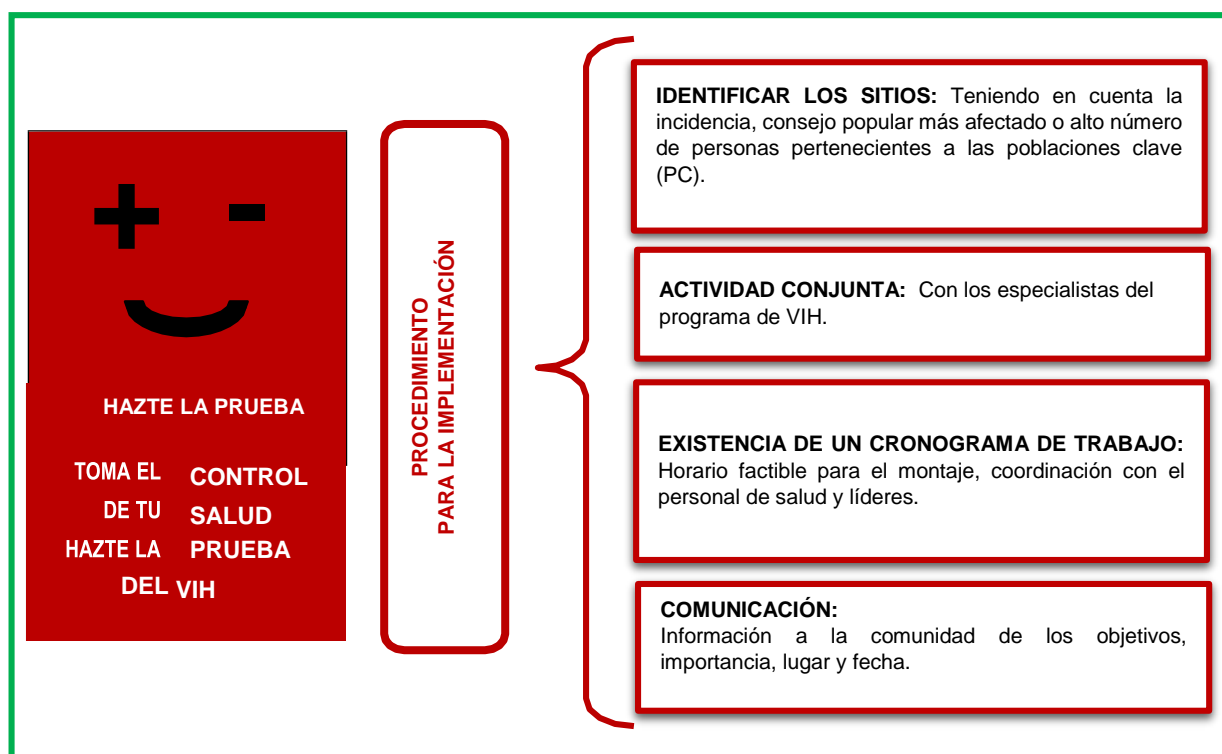 HAZTE LA PRUEBA
TOMA EL CONTROL
DE TU SALUD
HAZTE LA PRUEBA
DEL VIH
PROCEDIMIENTO
PARA LA IMPLEMENTACIÓN
IDENTIFICAR LOS SITIOS: Teniendo en cuenta la
incidencia, consejo popular más afectado o alto número
de personas pertenecientes a las poblaciones clave
(PC).
ACTIVIDAD CONJUNTA: Con los especialistas del
programa de VIH.
EXISTENCIA DE UN CRONOGRAMA DE TRABAJO:
Horario factible para el montaje, coordinación con el
personal de salud y líderes.
COMUNICACIÓN:
Información a la comunidad de los objetivos,
importancia, lugar y fecha.